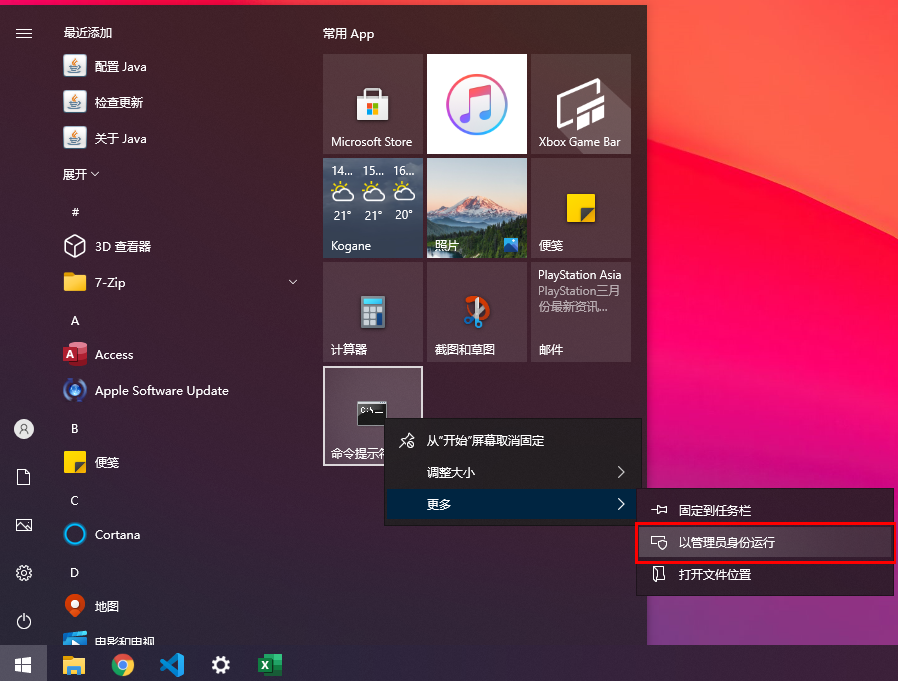 最近添加
配置 Java
检查更新
关于 Java
展开
#
3D 查看器
7-Zip
A
Access
Apple Software Update
B
便笺
C
Cortana
D
地图
电影和电视
常用 App
Microsoft Store
Xbox Game Bar
14... 15... 16...
21° 21° 20°
Kogane
照片
便笺
计算器
截图和草图
PlayStation Asia
PlayStation三月
份最新资讯...
邮件
C:\
命令提示符
从“开始”屏幕取消固定
调整大小
更多
固定到任务栏
以管理员身份运行
打开文件位置